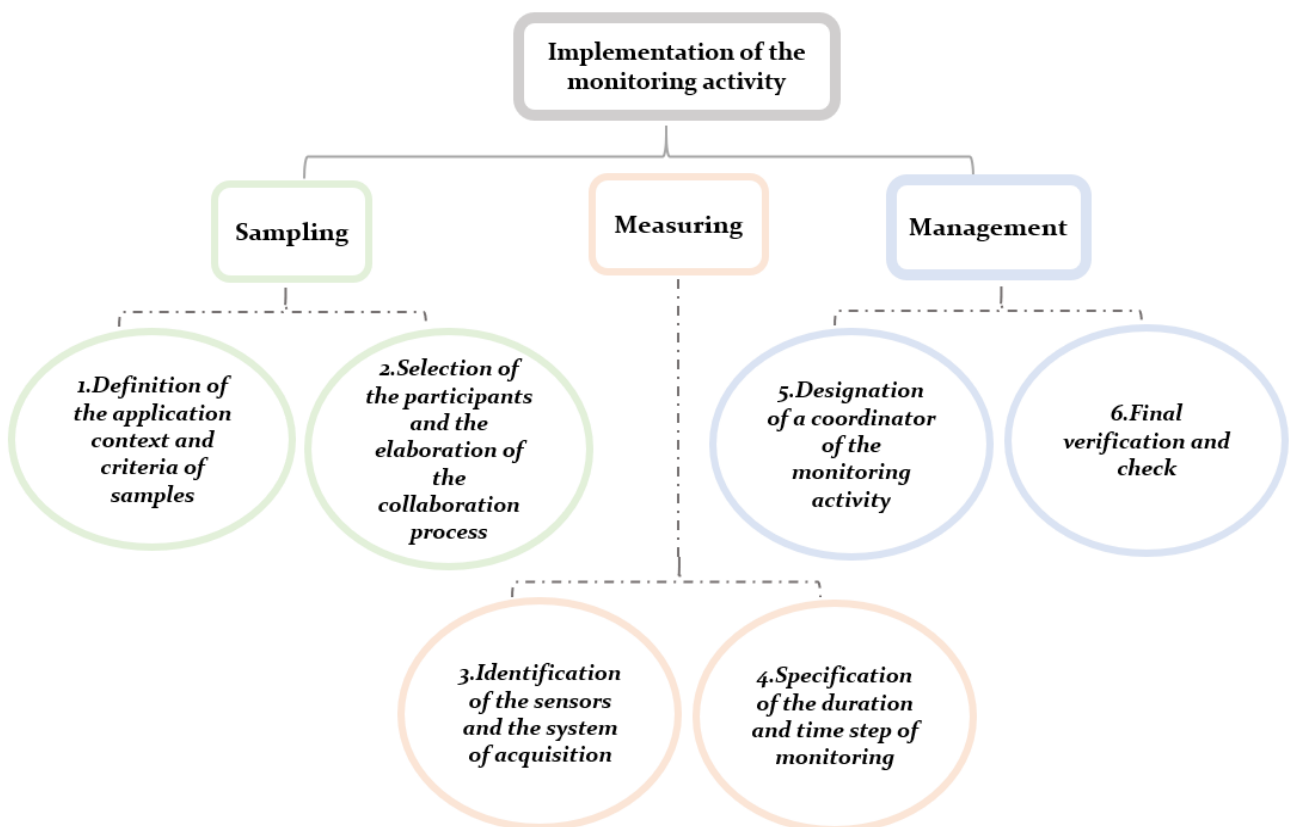 Implementation of the
monitoring activity
Sampling
Measuring
Management
1.Definition of
the application
context and
criteria of
samples
2.Selection of
the participants
and the
elaboration of
the
collaboration
process
5.Designation
of a coordinator
of the
monitoring
activity
6.Final
verification and
check
3.Identification
of the sensors
and the system
of acquisition
4.Specification
of the duration
and time step of
monitoring